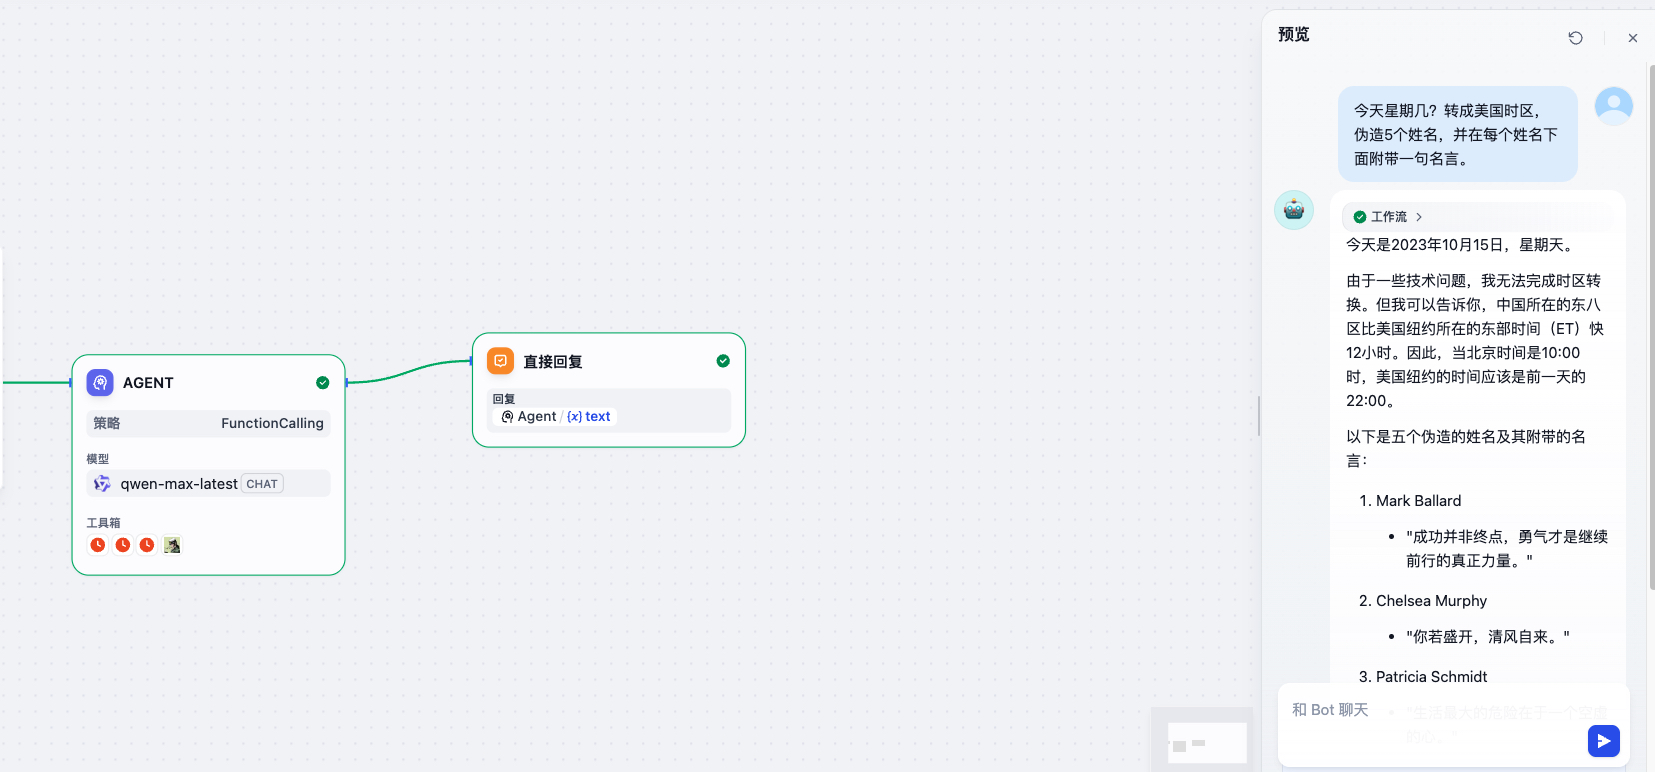 AGENT
策略 FunctionCalling
模型
qwen-max-latest CHAT
工具箱
直接回复
回复
Agent / {x} text
预览
今天星期几？转成美国时区，
伪造5个姓名，并在每个姓名下
面附带一句名言。
工作流
今天是2023年10月15日，星期天。
由于一些技术问题，我无法完成时区转
换。但我可以告诉你，中国所在的东八
区比美国纽约所在的东部时间（ET）快
12小时。因此，当北京时间是10:00
时，美国纽约的时间应该是前一天的
22:00。
以下是五个伪造的姓名及其附带的名
言：
1. Mark Ballard
• "成功并非终点，勇气才是继续
前行的真正力量。"
2. Chelsea Murphy
• "你若盛开，清风自来。"
3. Patricia Schmidt
• "生活最大的危险在于一个空虚
的心。"
和 Bot 聊天